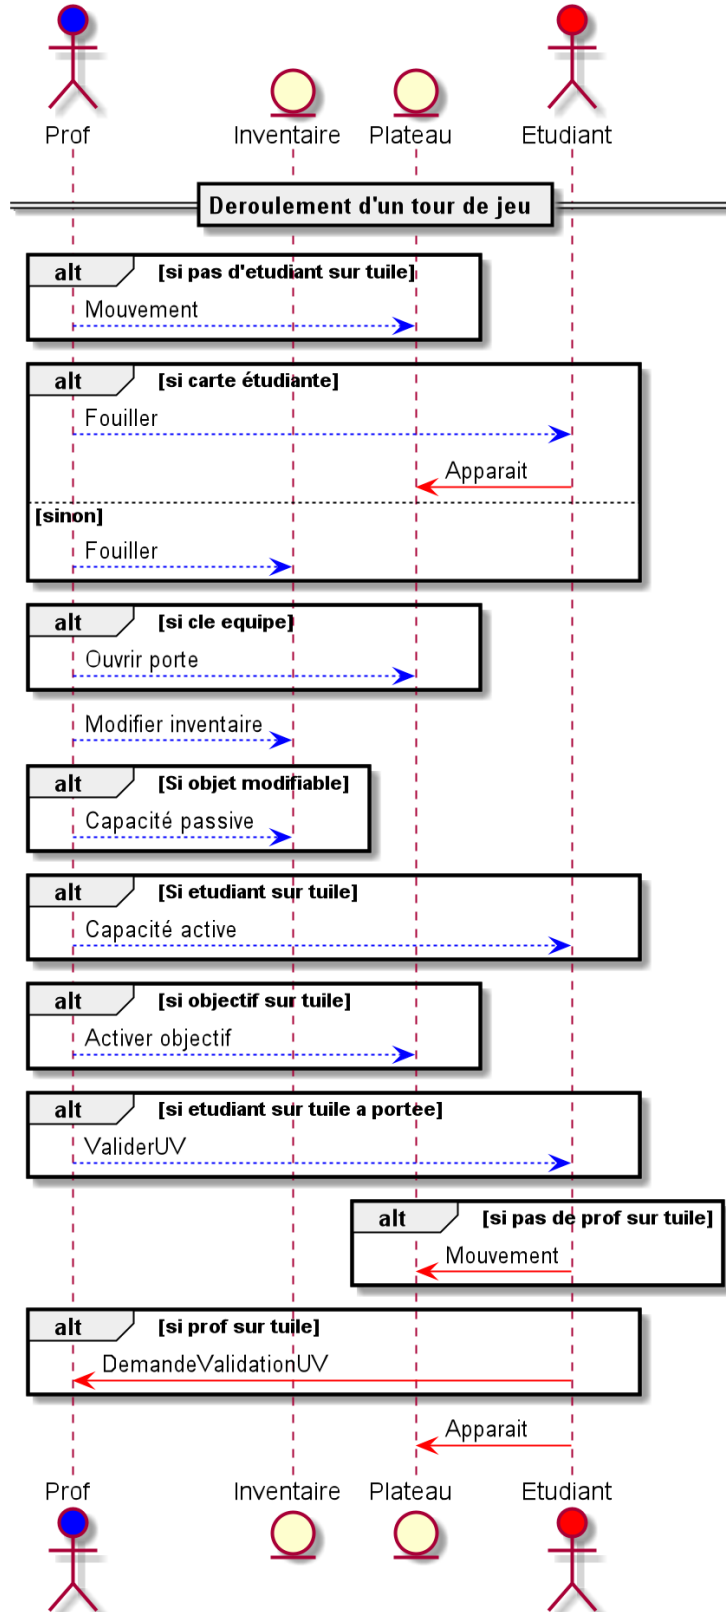 Prof
Inventaire
Plateau
Etudiant
Deroulement d'un tour de jeu
alt [si pas d'etudiant sur tuile]
Mouvement
alt [si carte étudiante]
Fouiller
Apparait
[sinon]
Fouiller
alt [si cle equipe]
Ouvrir porte
Modifier inventaire
alt [Si objet modifiable]
Capacité passive
alt [Si etudiant sur tuile]
Capacité active
alt [si objectif sur tuile]
Activer objectif
alt [si etudiant sur tuile a portee]
ValiderUV
alt [si pas de prof sur tuile]
Mouvement
alt [si prof sur tuile]
DemandeValidationUV
Apparait
Prof
Inventaire
Plateau
Etudiant